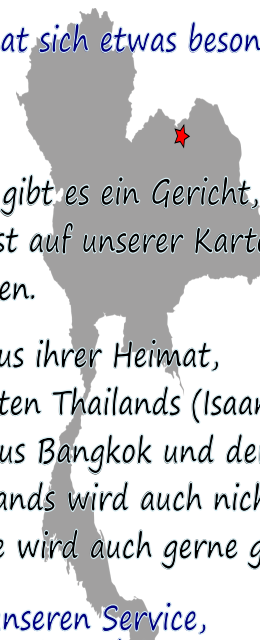 at sich etwas beson
gibt es ein Gericht,
st auf unserer Karte
en.
us ihrer Heimat,
ten Thailands (Isaan
us Bangkok und de
ands wird auch nich
e wird auch gerne g
nseren Service,